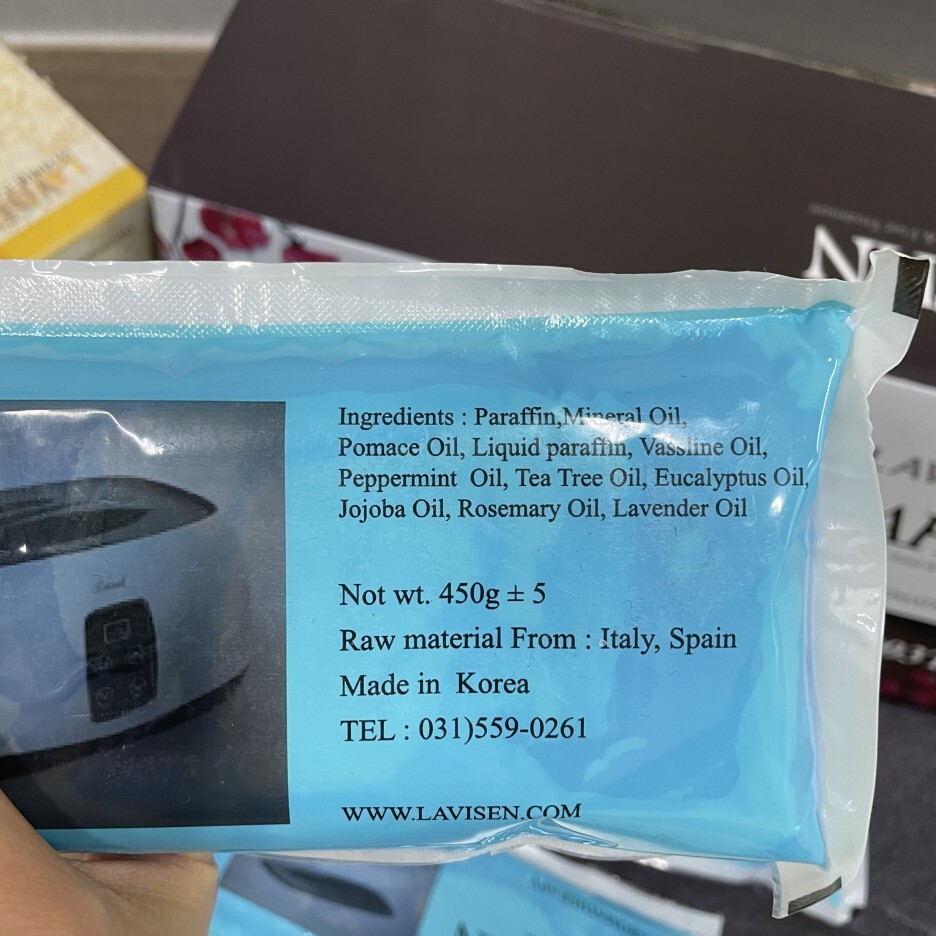 Ingredients : Paraffin,Mineral Oil,
Pomace Oil, Liquid paraffin, Vassline Oil,
Peppermint  Oil, Tea Tree Oil, Eucalyptus Oil,
Jojoba Oil, Rosemary Oil, Lavender Oil
Not wt. 450g ± 5
Raw material From : Italy, Spain
Made in  Korea
TEL : 031)559-0261
WWW.LAVISEN.COM